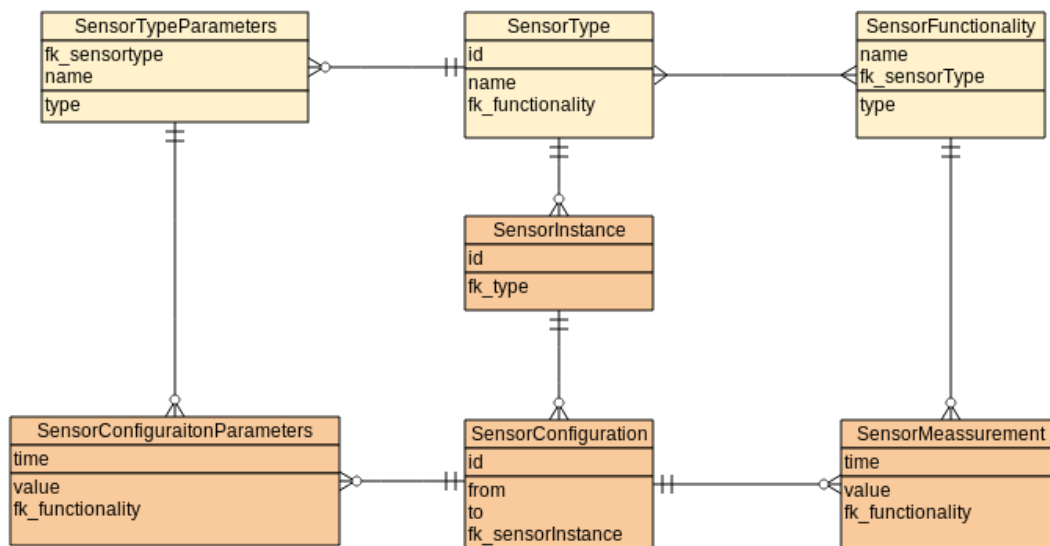 SensorTypeParameters
fk_sensortype
name
type
SensorType
id
name
fk_functionality
SensorFunctionality
name
fk_sensorType
type
SensorInstance
id
fk_type
SensorConfiguraitonParameters
time
value
fk_functionality
SensorConfiguration
id
from
to
fk_sensorInstance
SensorMeassurement
time
value
fk_functionality